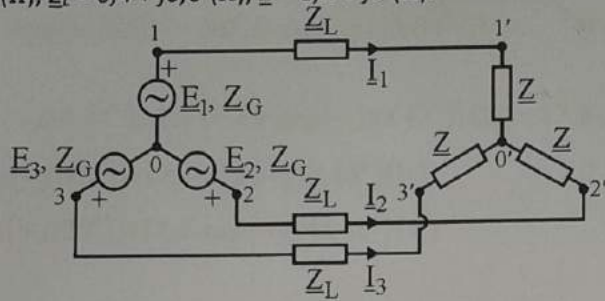 1
Z_L
I_1
1'
E_1, Z_G
Z
E_3, Z_G
0
E_2, Z_G
Z
0'
Z
3
2
Z_L
I_2
3'
2'
Z_L
I_3